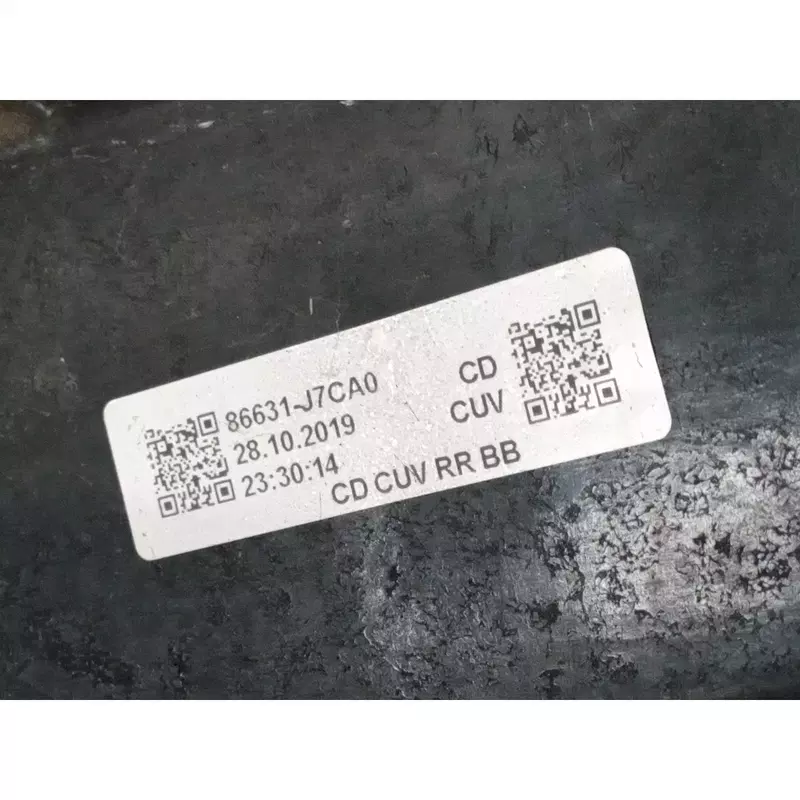 86631-J7CA0
28.10.2019
23:30:14
CD
CUV
CD CUV RR BB